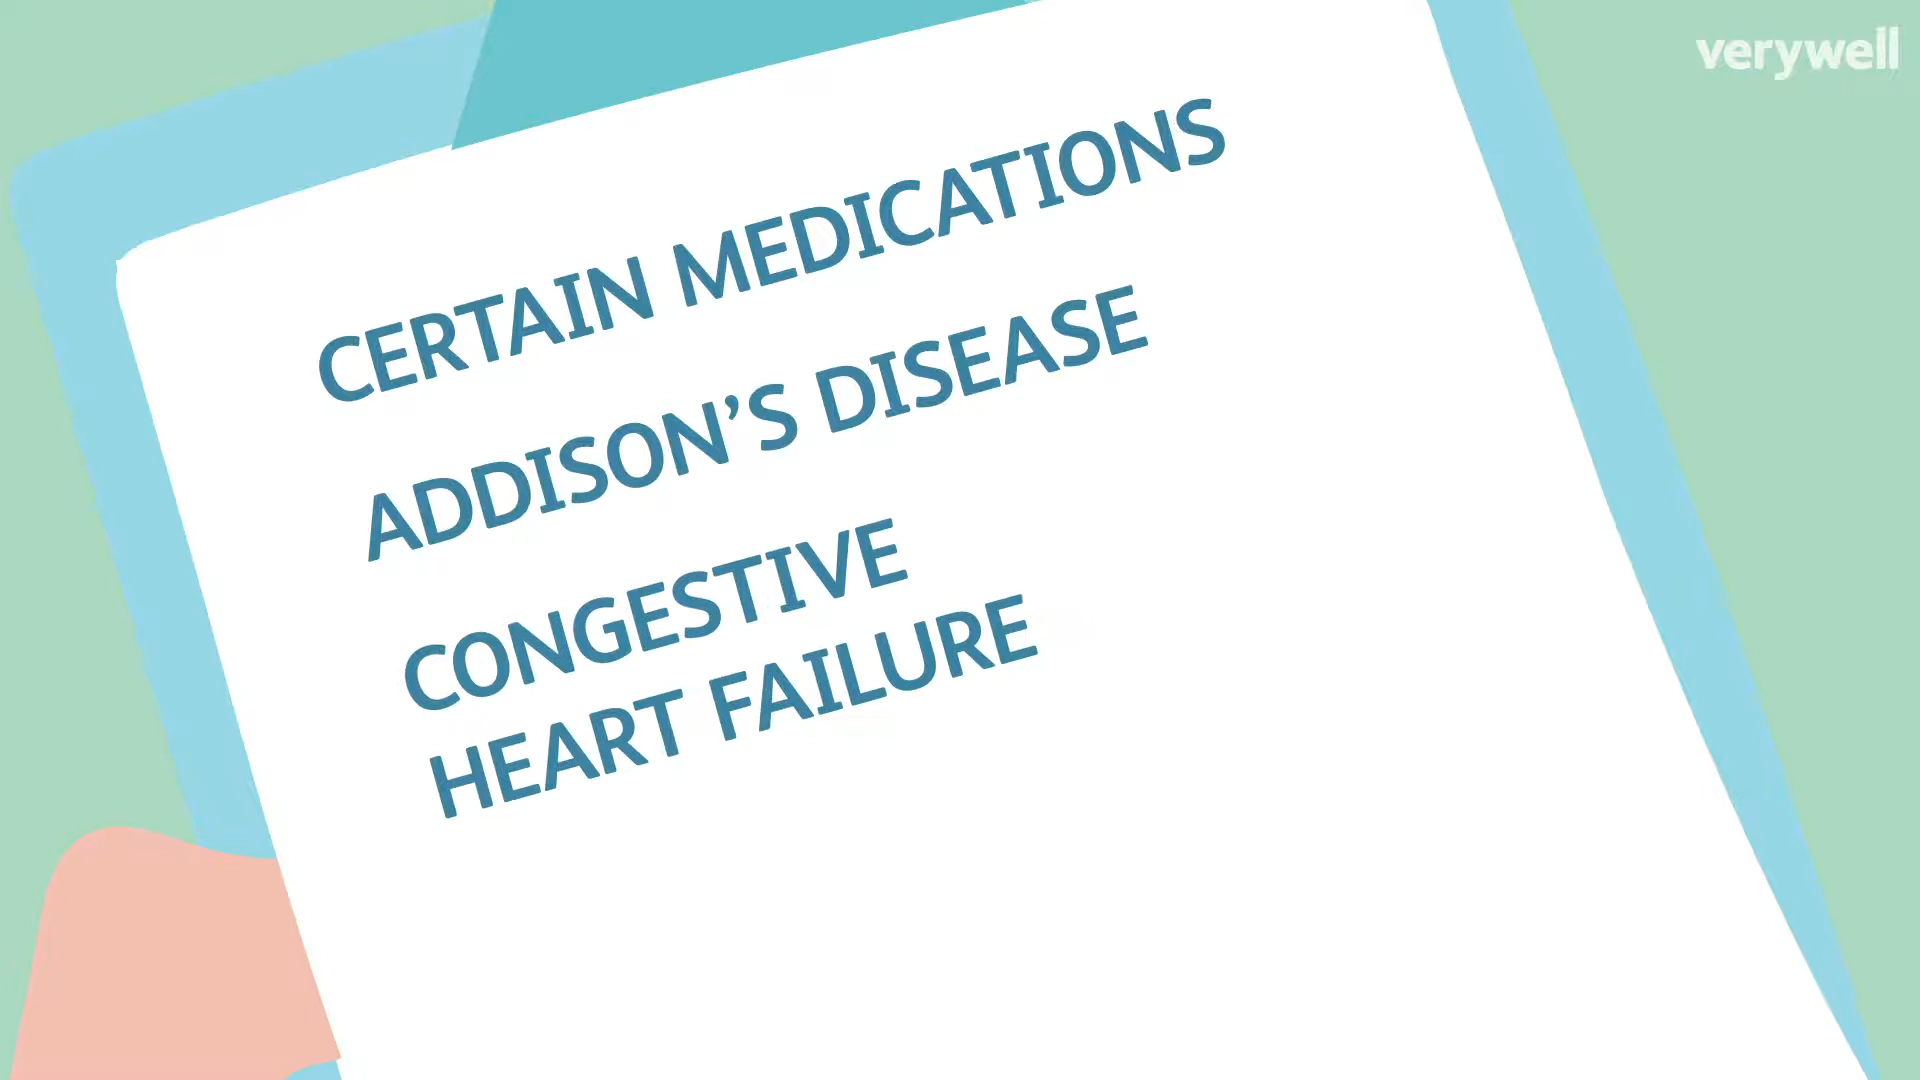 verywell
CERTAIN MEDICATIONS
ADDISON’S DISEASE
CONGESTIVE
HEART FAILURE